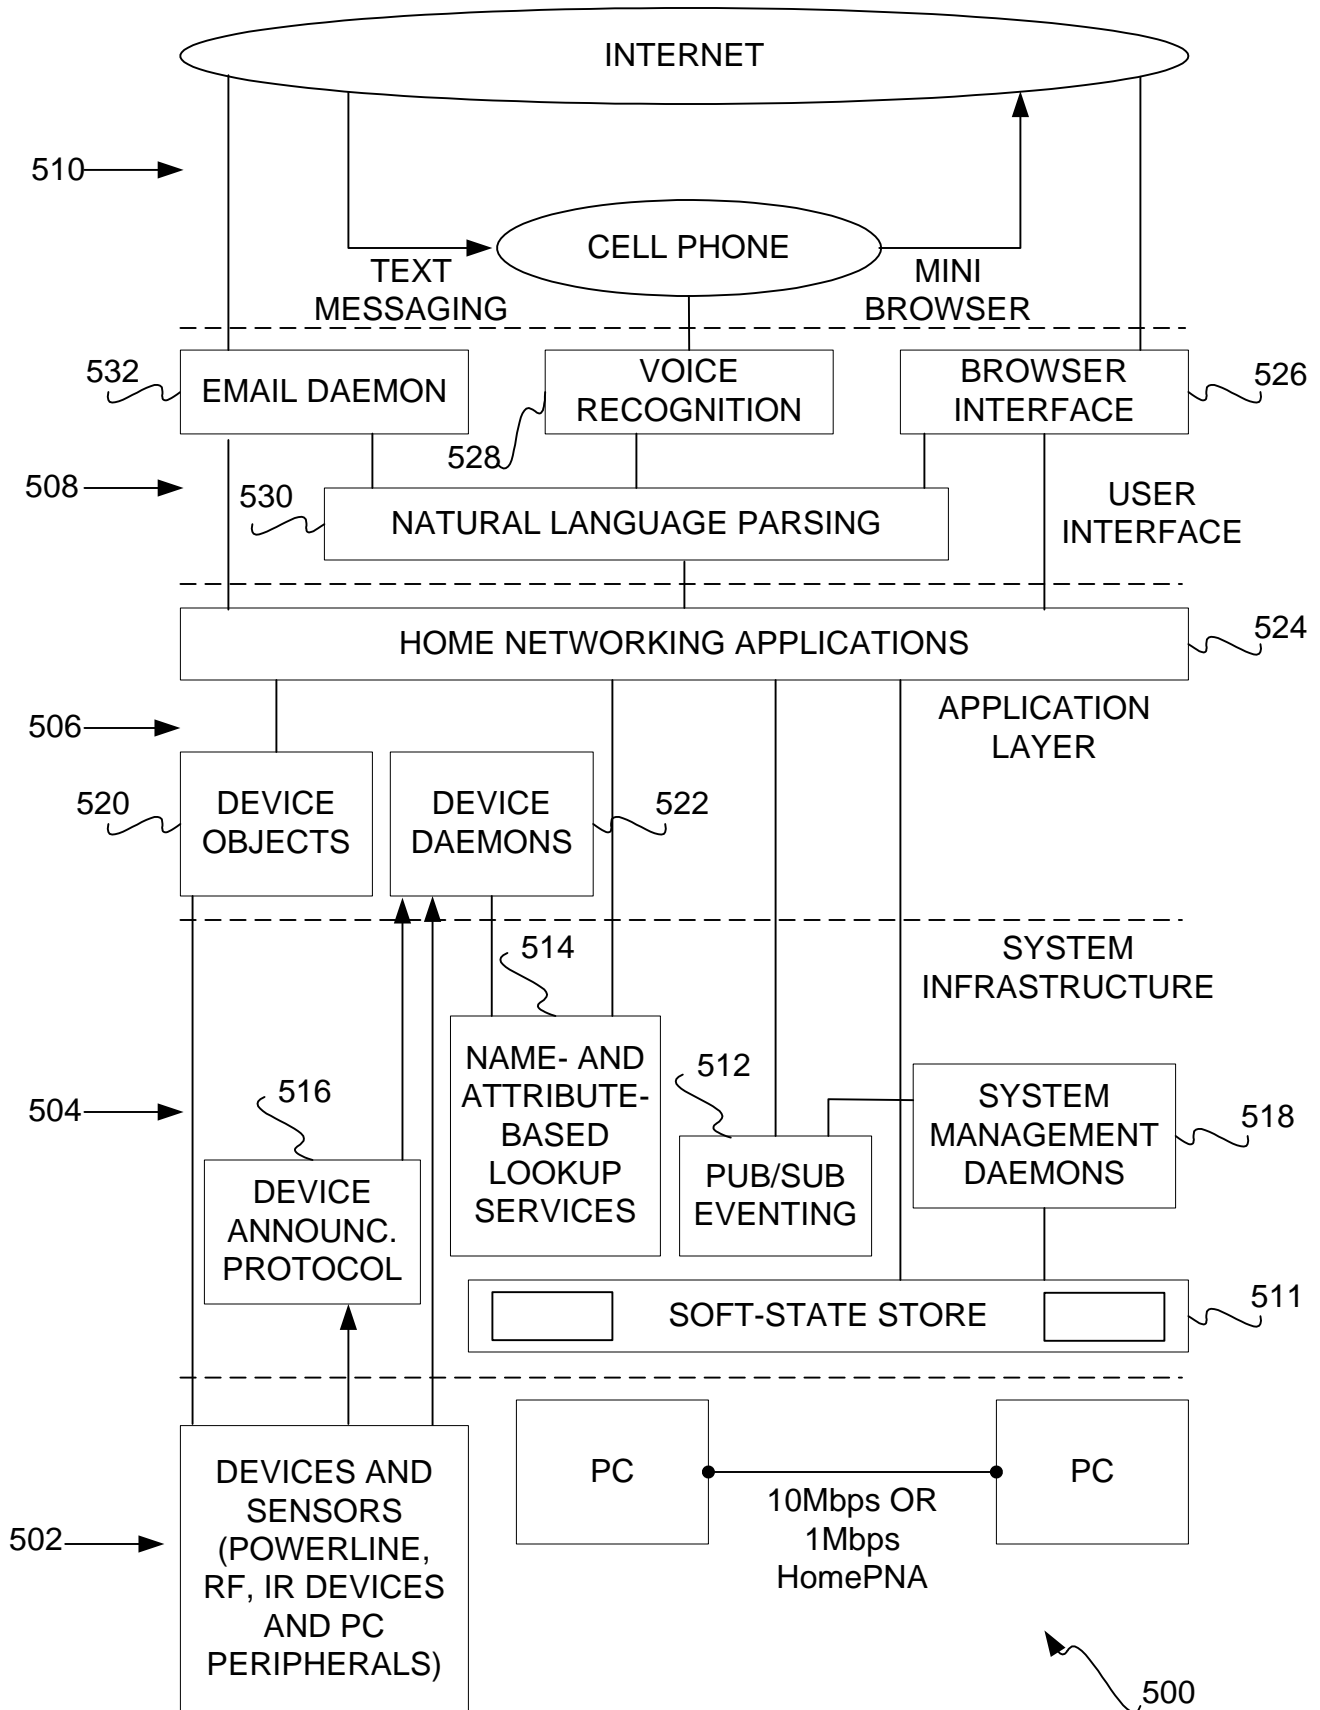 INTERNET
510
CELL PHONE
TEXT
MESSAGING
MINI
BROWSER
532
EMAIL DAEMON
VOICE
RECOGNITION
BROWSER
INTERFACE
526
528
508
530
NATURAL LANGUAGE PARSING
USER
INTERFACE
HOME NETWORKING APPLICATIONS
524
506
APPLICATION
LAYER
520
DEVICE
OBJECTS
DEVICE
DAEMONS
522
514
SYSTEM
INFRASTRUCTURE
504
516
NAME- AND
ATTRIBUTE-
BASED
LOOKUP
SERVICES
512
SYSTEM
MANAGEMENT
DAEMONS
518
DEVICE
ANNOUNC.
PROTOCOL
PUB/SUB
EVENTING
SOFT-STATE STORE
511
502
DEVICES AND
SENSORS
(POWERLINE,
RF, IR DEVICES
AND PC
PERIPHERALS)
PC
10Mbps OR
1Mbps
HomePNA
PC
500